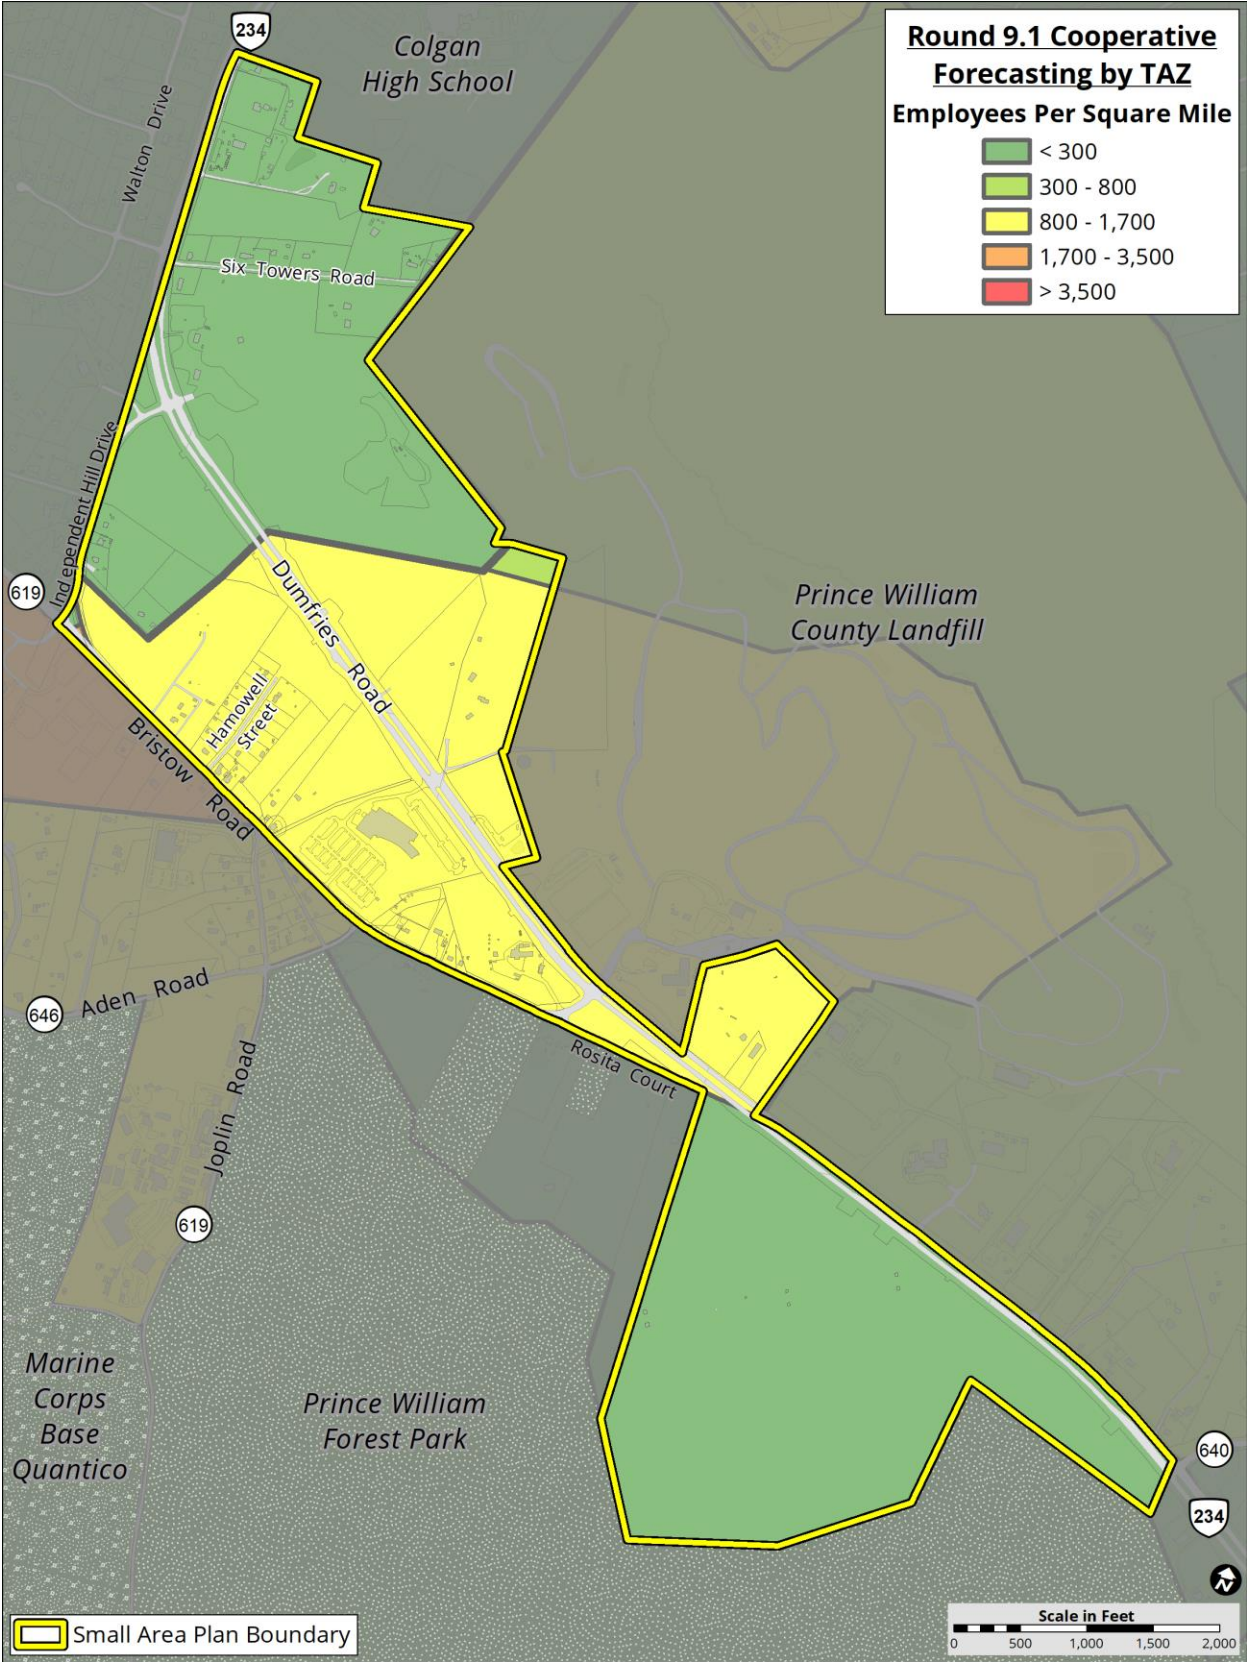 234
Colgan
High School
Round 9.1 Cooperative
Forecasting by TAZ
Employees Per Square Mile
< 300
300 - 800
800 - 1,700
1,700 - 3,500
> 3,500
Walton Drive
Six Towers Road
Independent Hill Drive
619
Dumfries Road
Prince William
County Landfill
Hamowell
Street
Bristow Road
Aden Road
646
Rosita Court
Joplin Road
619
Marine
Corps
Base
Quantico
Prince William
Forest Park
640
234
N
Small Area Plan Boundary
Scale in Feet
0 500 1,000 1,500 2,000